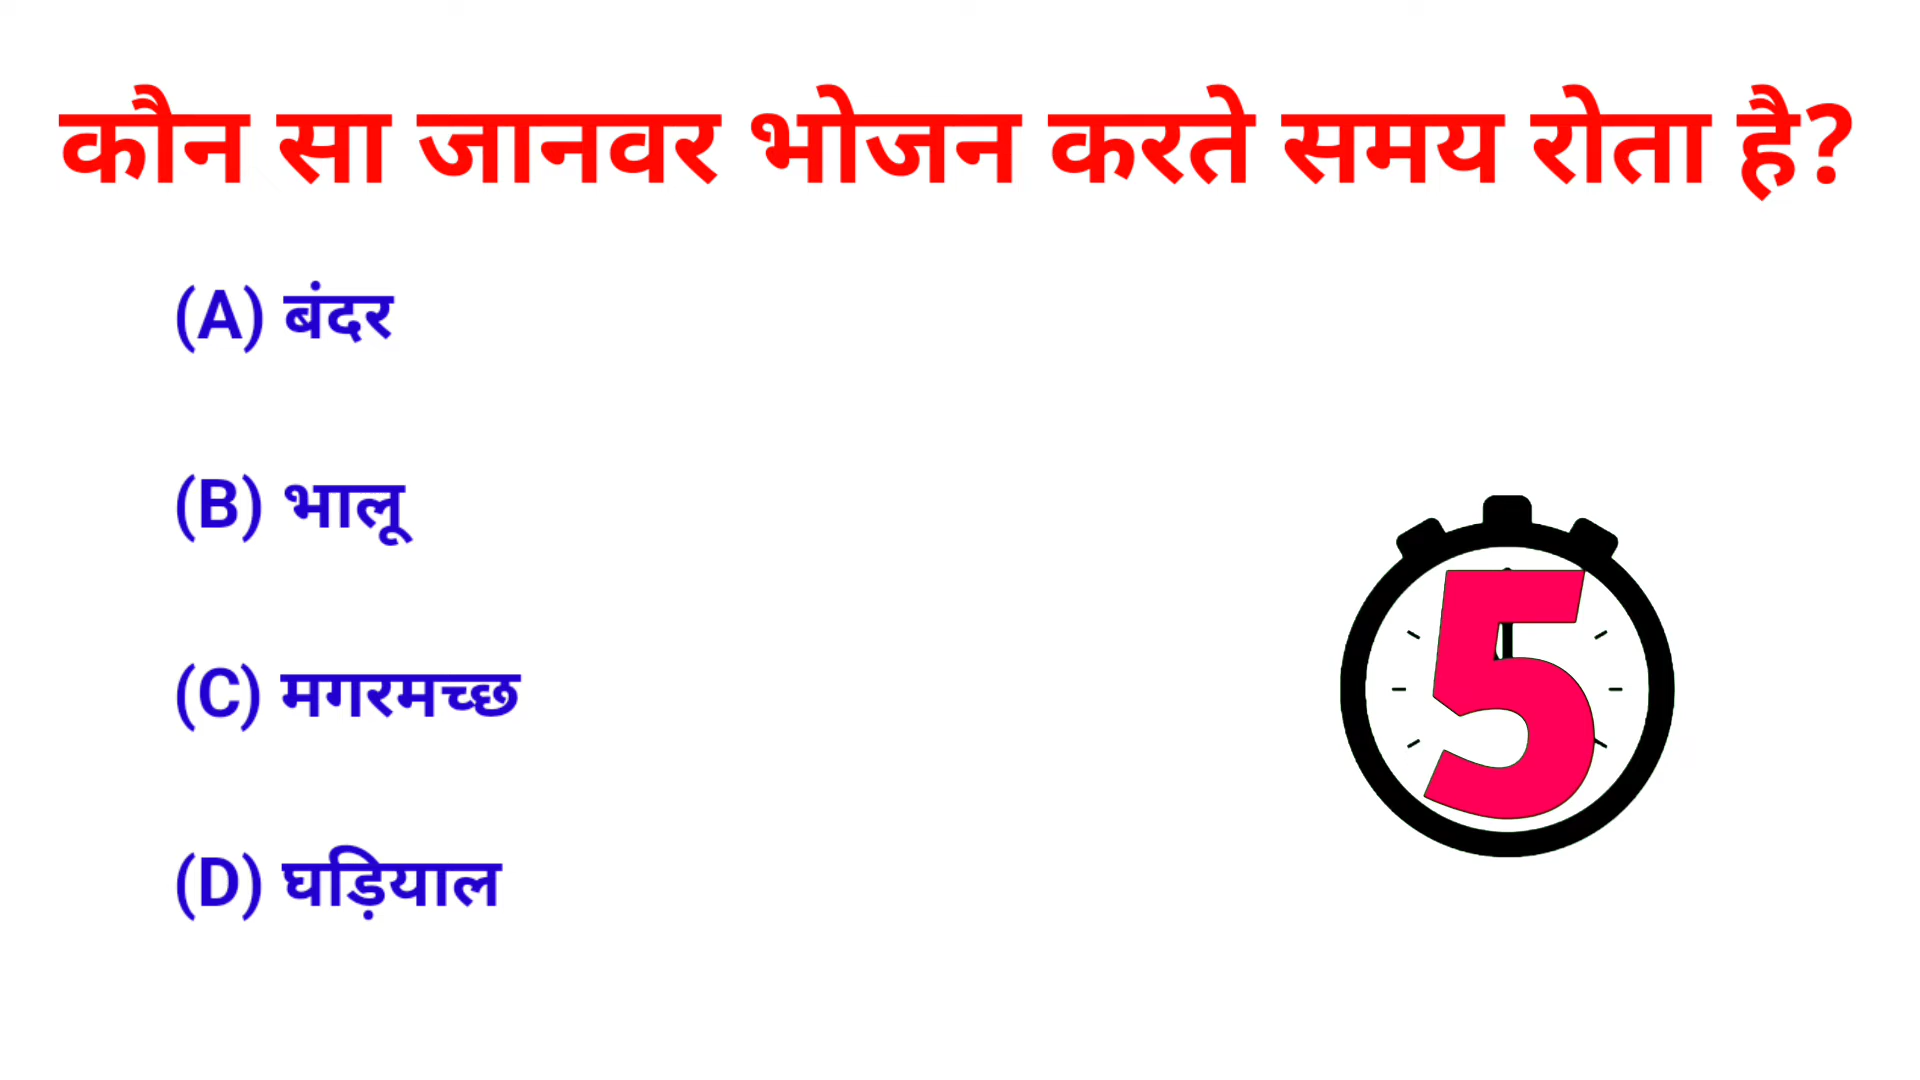 कौन सा जानवर भोजन करते समय रोता है?
(A) बंदर
(B) भालू
(C) मगरमच्छ
(D) घड़ियाल
5